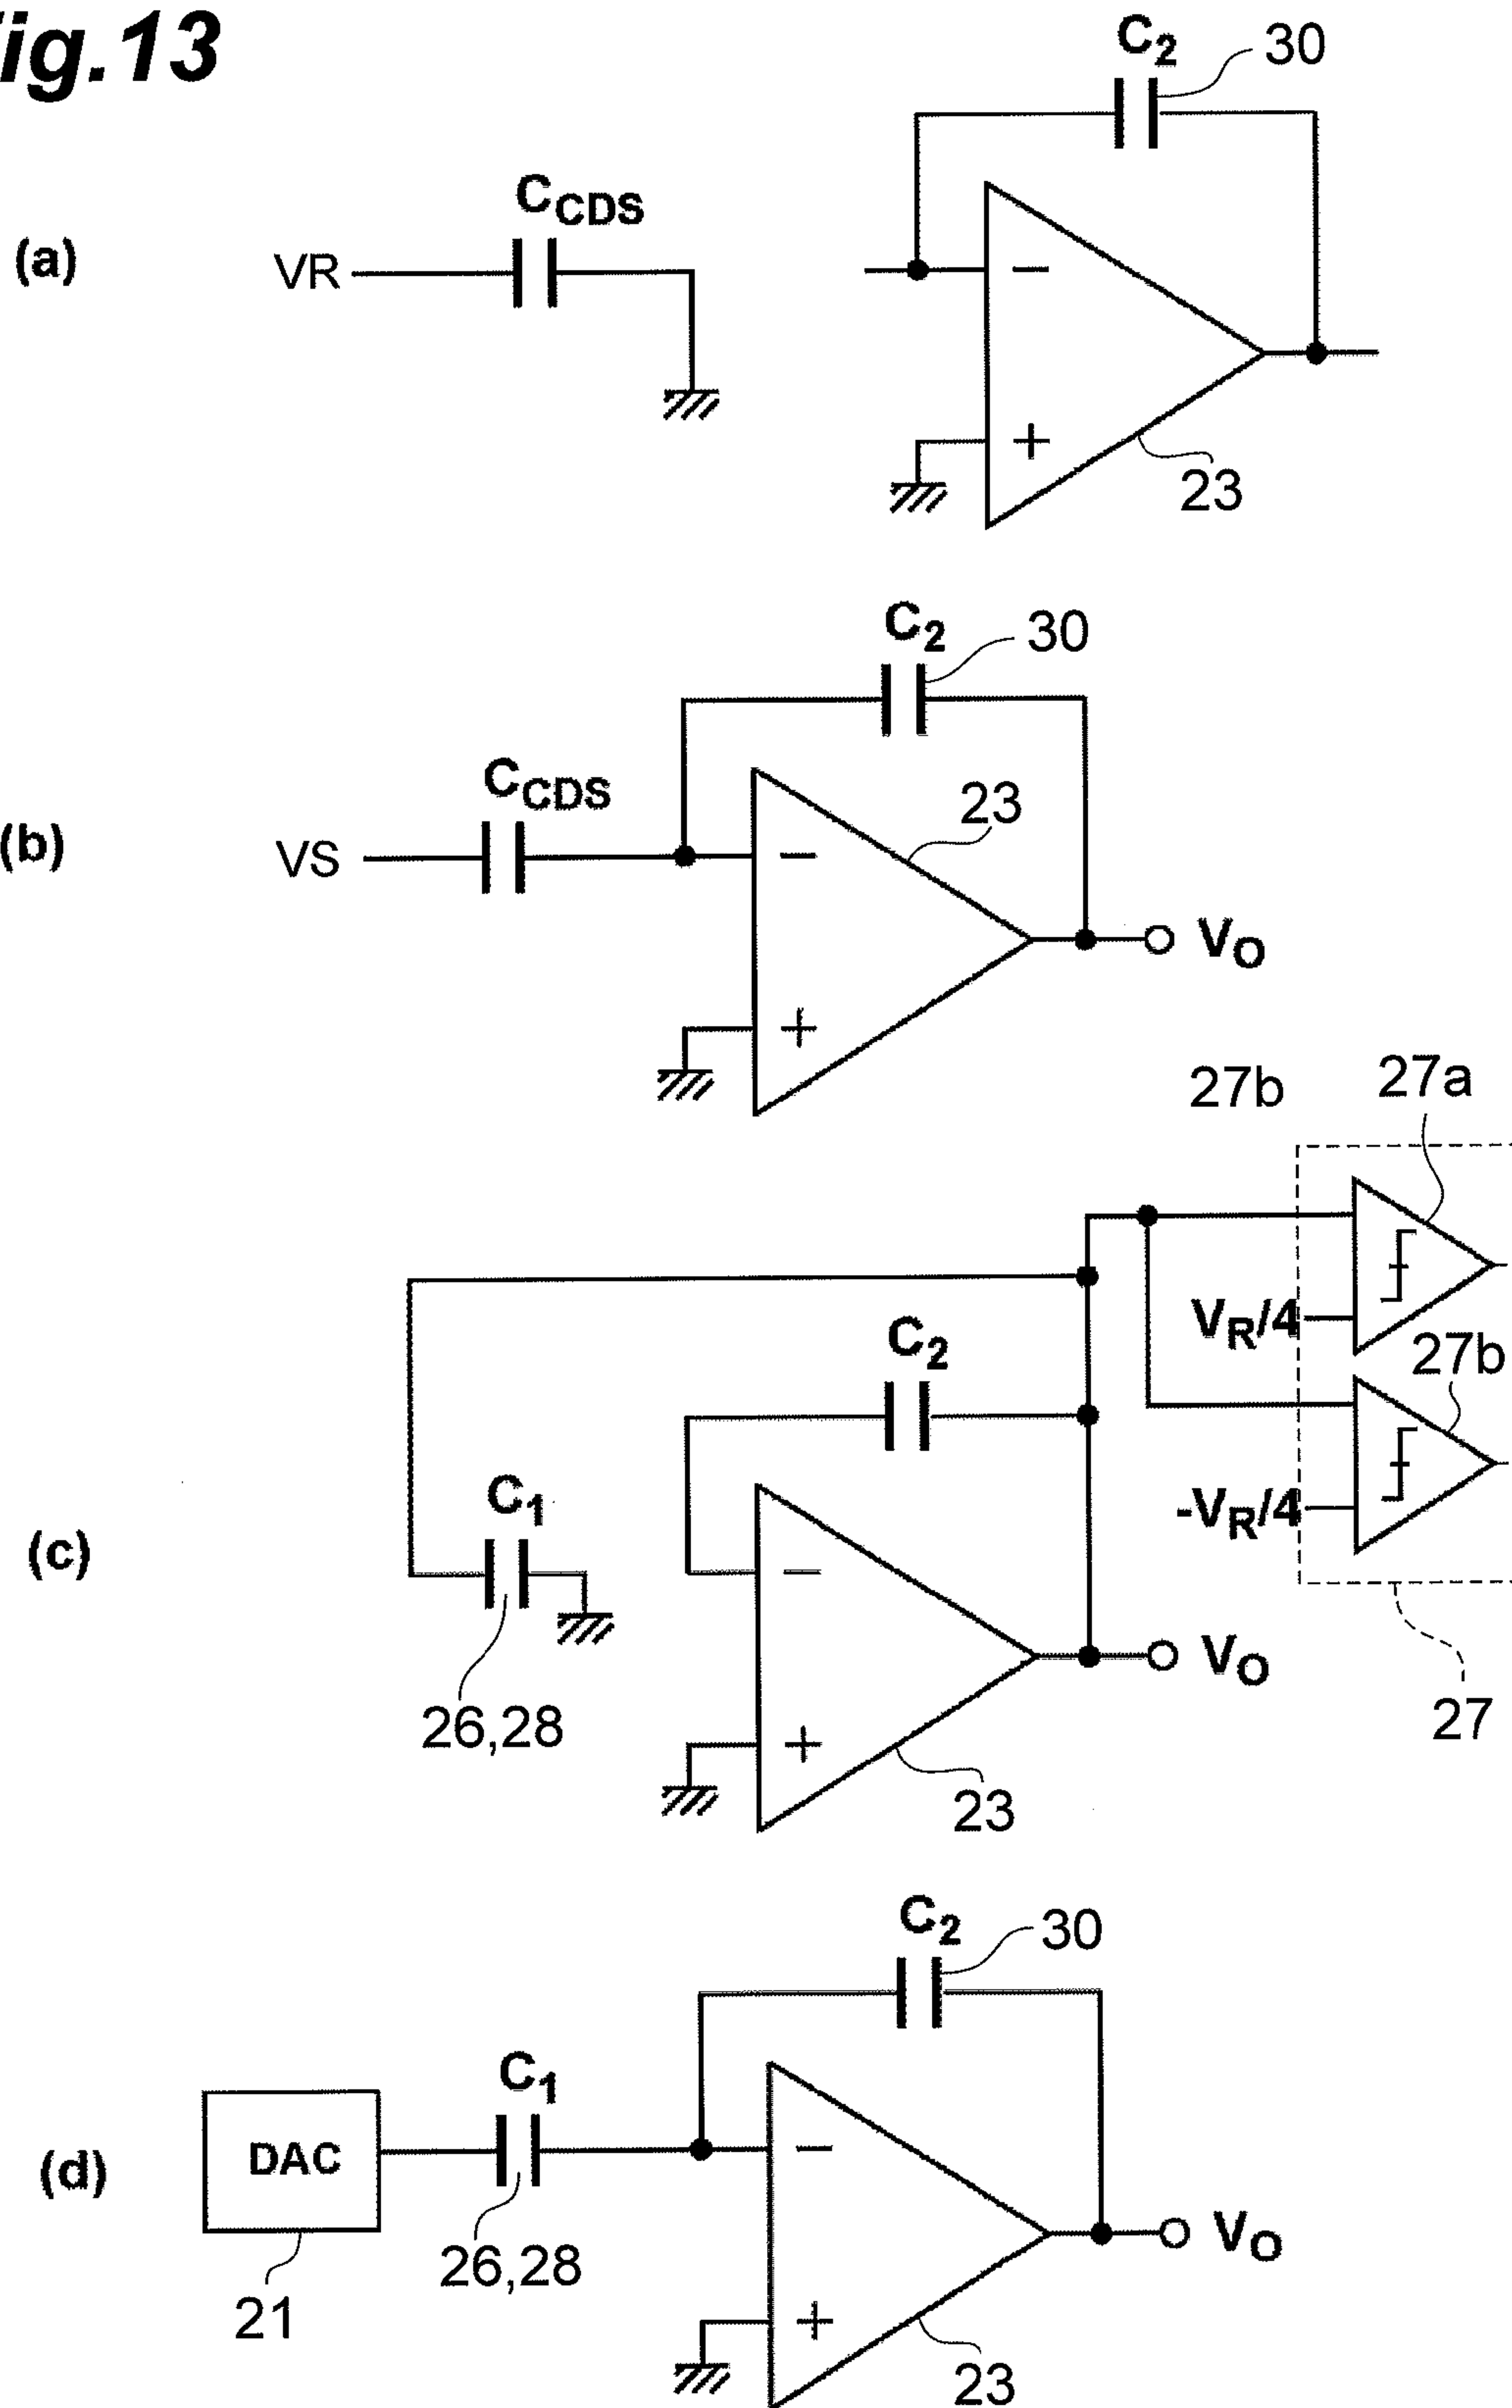 ig.13
C2
30
CCDS
(a)
VR
−
+
23
C2
30
CCDS
23
(b)
VS
−
VO
+
27b
27a
VR/4
C2
27b
C1
-VR/4
(c)
−
VO
26,28
+
27
23
C2
30
C1
DAC
−
(d)
VO
26,28
21
+
23